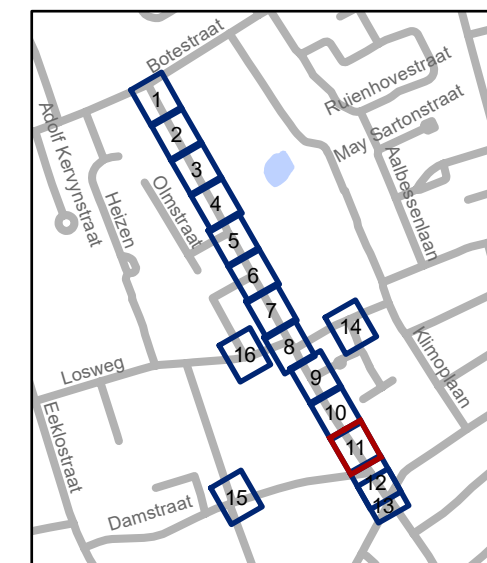 Botestraat
1
Ruienhovestraat
2
May Sartonstraat
Adolf Kervynstraat
3
Aalbessenlaan
Olmstraat
4
Heizen
5
6
7
14
8
16
Klimoplaan
Losweg
9
10
Eeklostraat
11
12
15
13
Damstraat